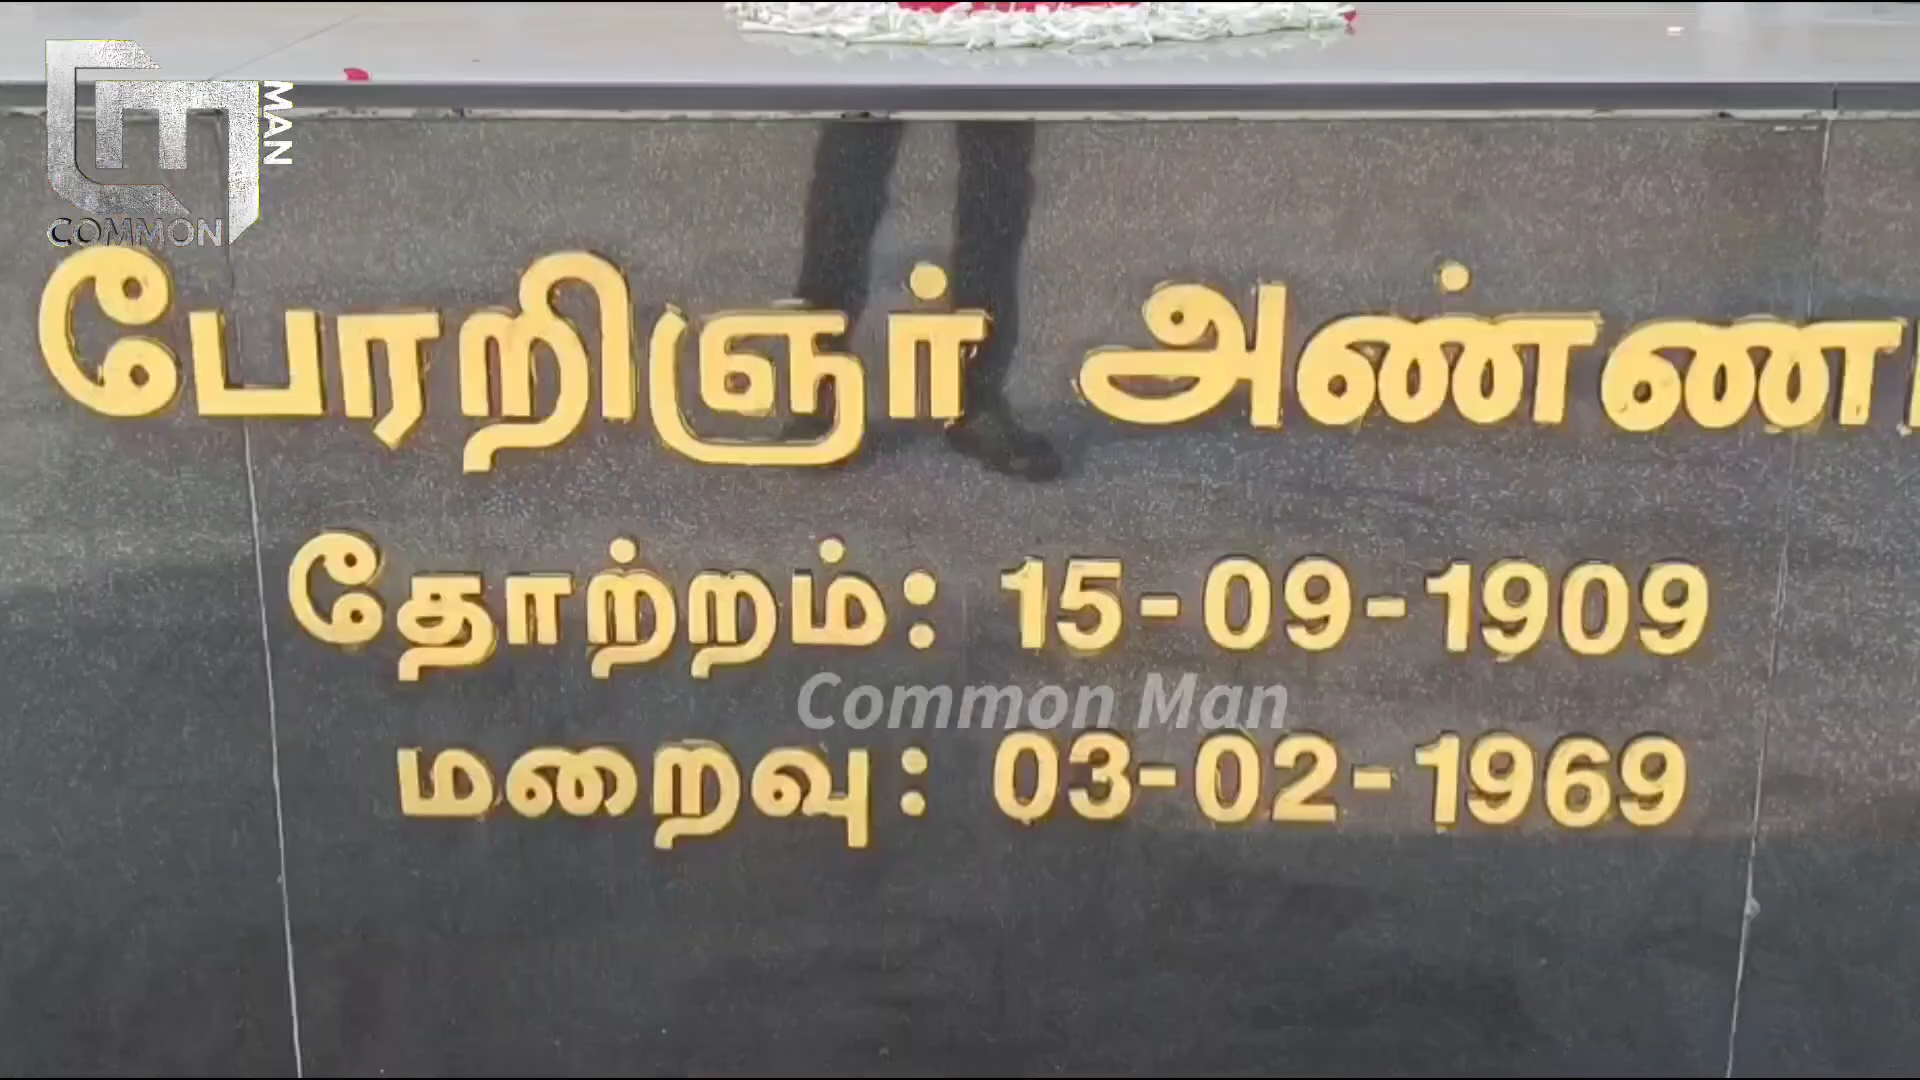 MAN
COMMON
பேரறிஞர் அண்ணா
தோற்றம்: 15-09-1909
Common Man
மறைவு: 03-02-1969